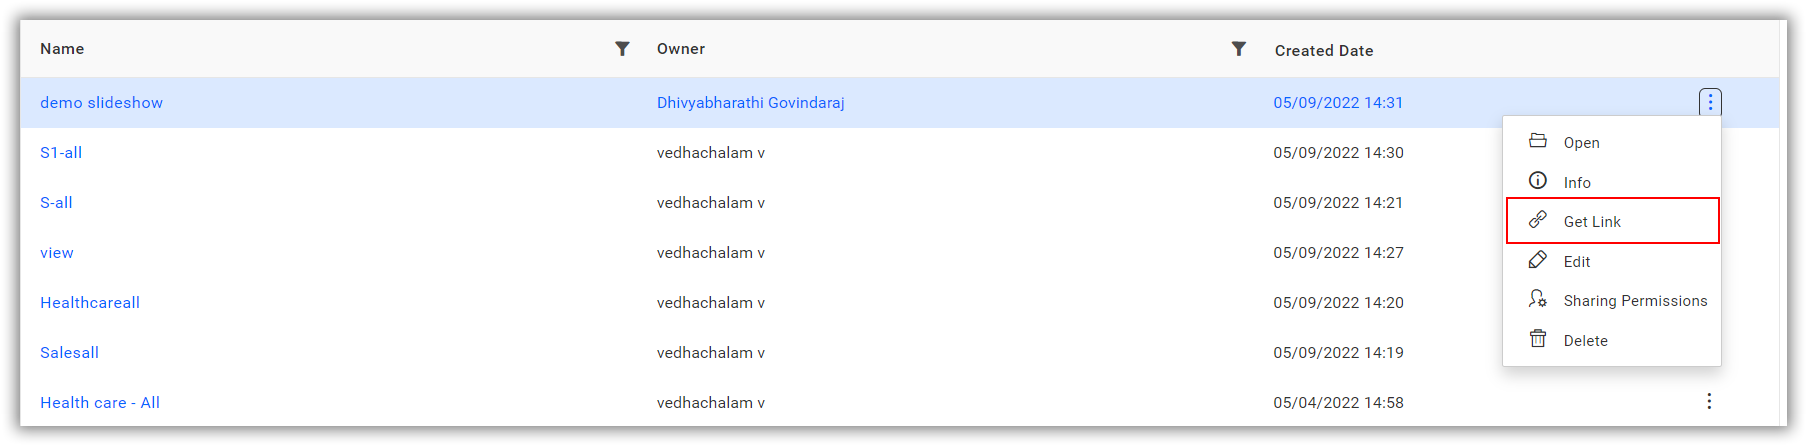 Name Owner Created Date
demo slideshow Dhivyabharathi Govindaraj 05/09/2022 14:31
S1-all vedhachalam v 05/09/2022 14:30
S-all vedhachalam v 05/09/2022 14:21
view vedhachalam v 05/09/2022 14:27
Healthcareall vedhachalam v 05/09/2022 14:20
Salesall vedhachalam v 05/09/2022 14:19
Health care - All vedhachalam v 05/04/2022 14:58
Open
Info
Get Link
Edit
Sharing Permissions
Delete